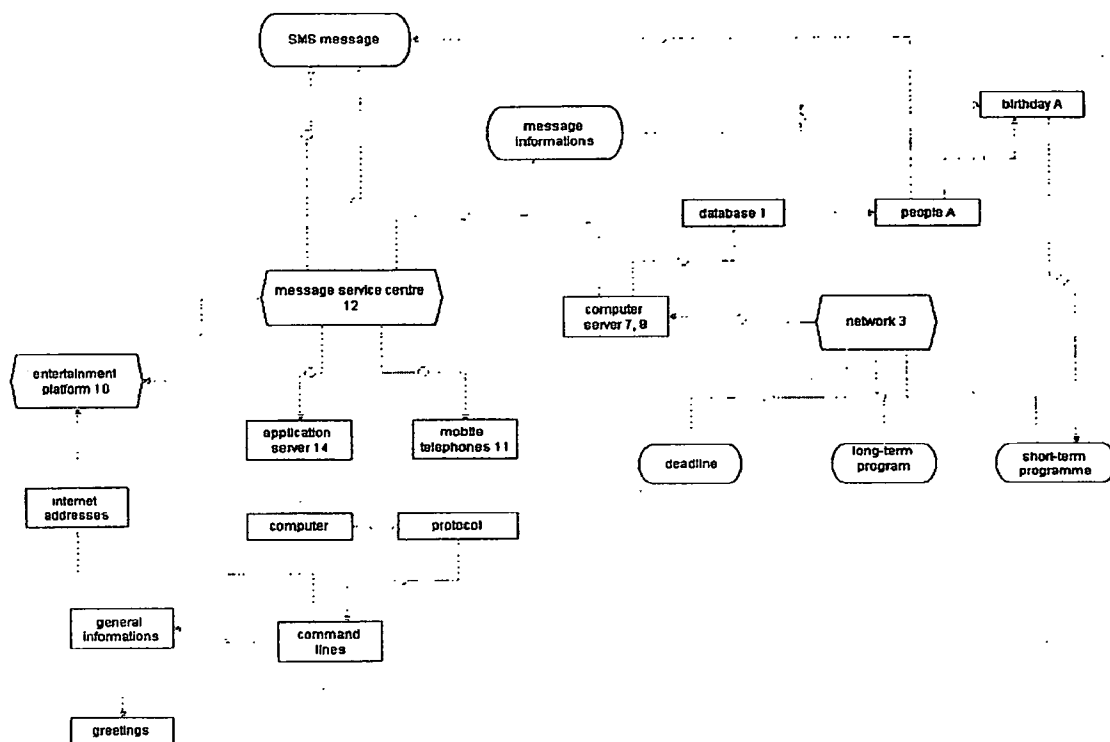 SMS message
birthday A
message
informations
database 1
people A
message service centre
12
computer
server 7, 9
network 3
entertainment
platform 10
application
server 14
mobile
telephones 11
deadline
long-term
program
short-term
programme
internet
addresses
computer
protocol
general
informations
command
lines
greetings